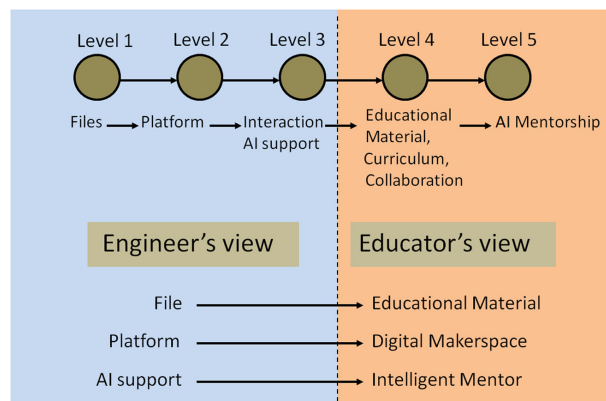 Level 1 Level 2 Level 3 Level 4 Level 5
Files Platform Interaction AI support Educational Material, Curriculum, Collaboration AI Mentorship
Engineer's view Educator's view
File Educational Material
Platform Digital Makerspace
AI support Intelligent Mentor